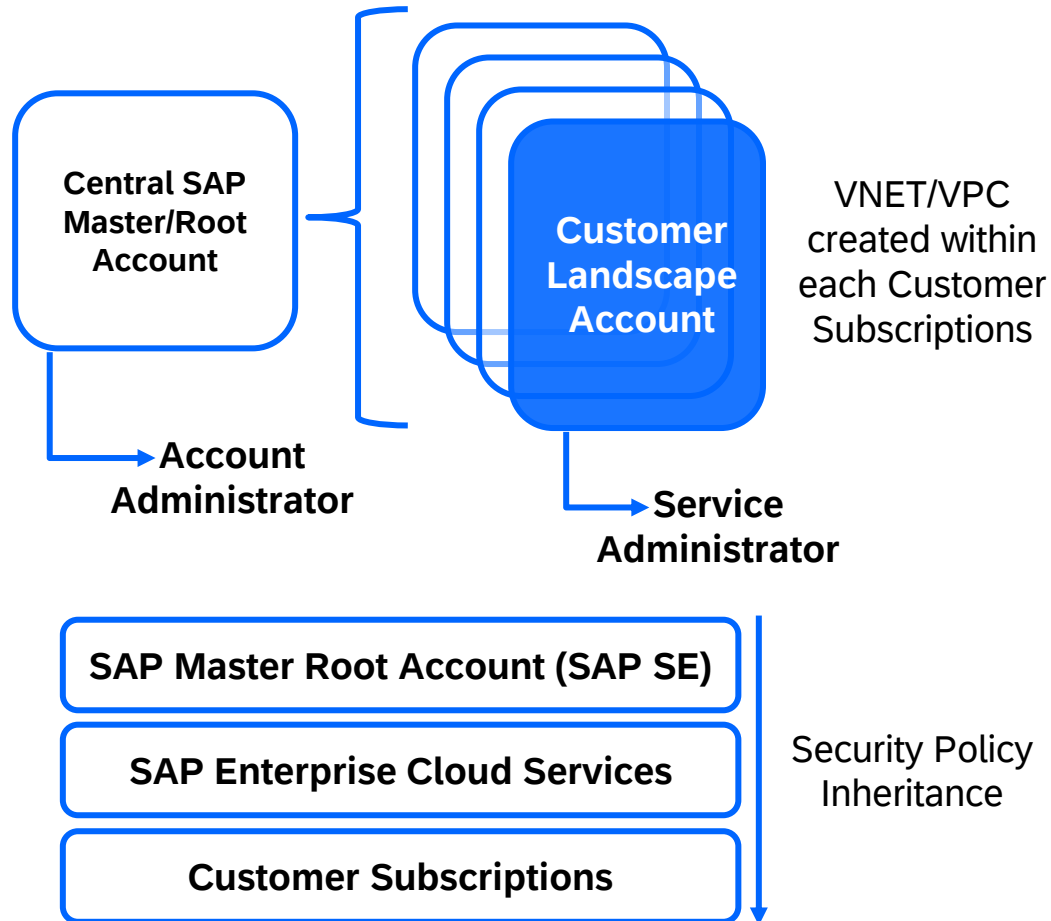 Central SAP
Master/Root
Account
Customer
Landscape
Account
VNET/VPC
created within
each Customer
Subscriptions
Account
Administrator
Service
Administrator
SAP Master Root Account (SAP SE)
SAP Enterprise Cloud Services
Customer Subscriptions
Security Policy
Inheritance